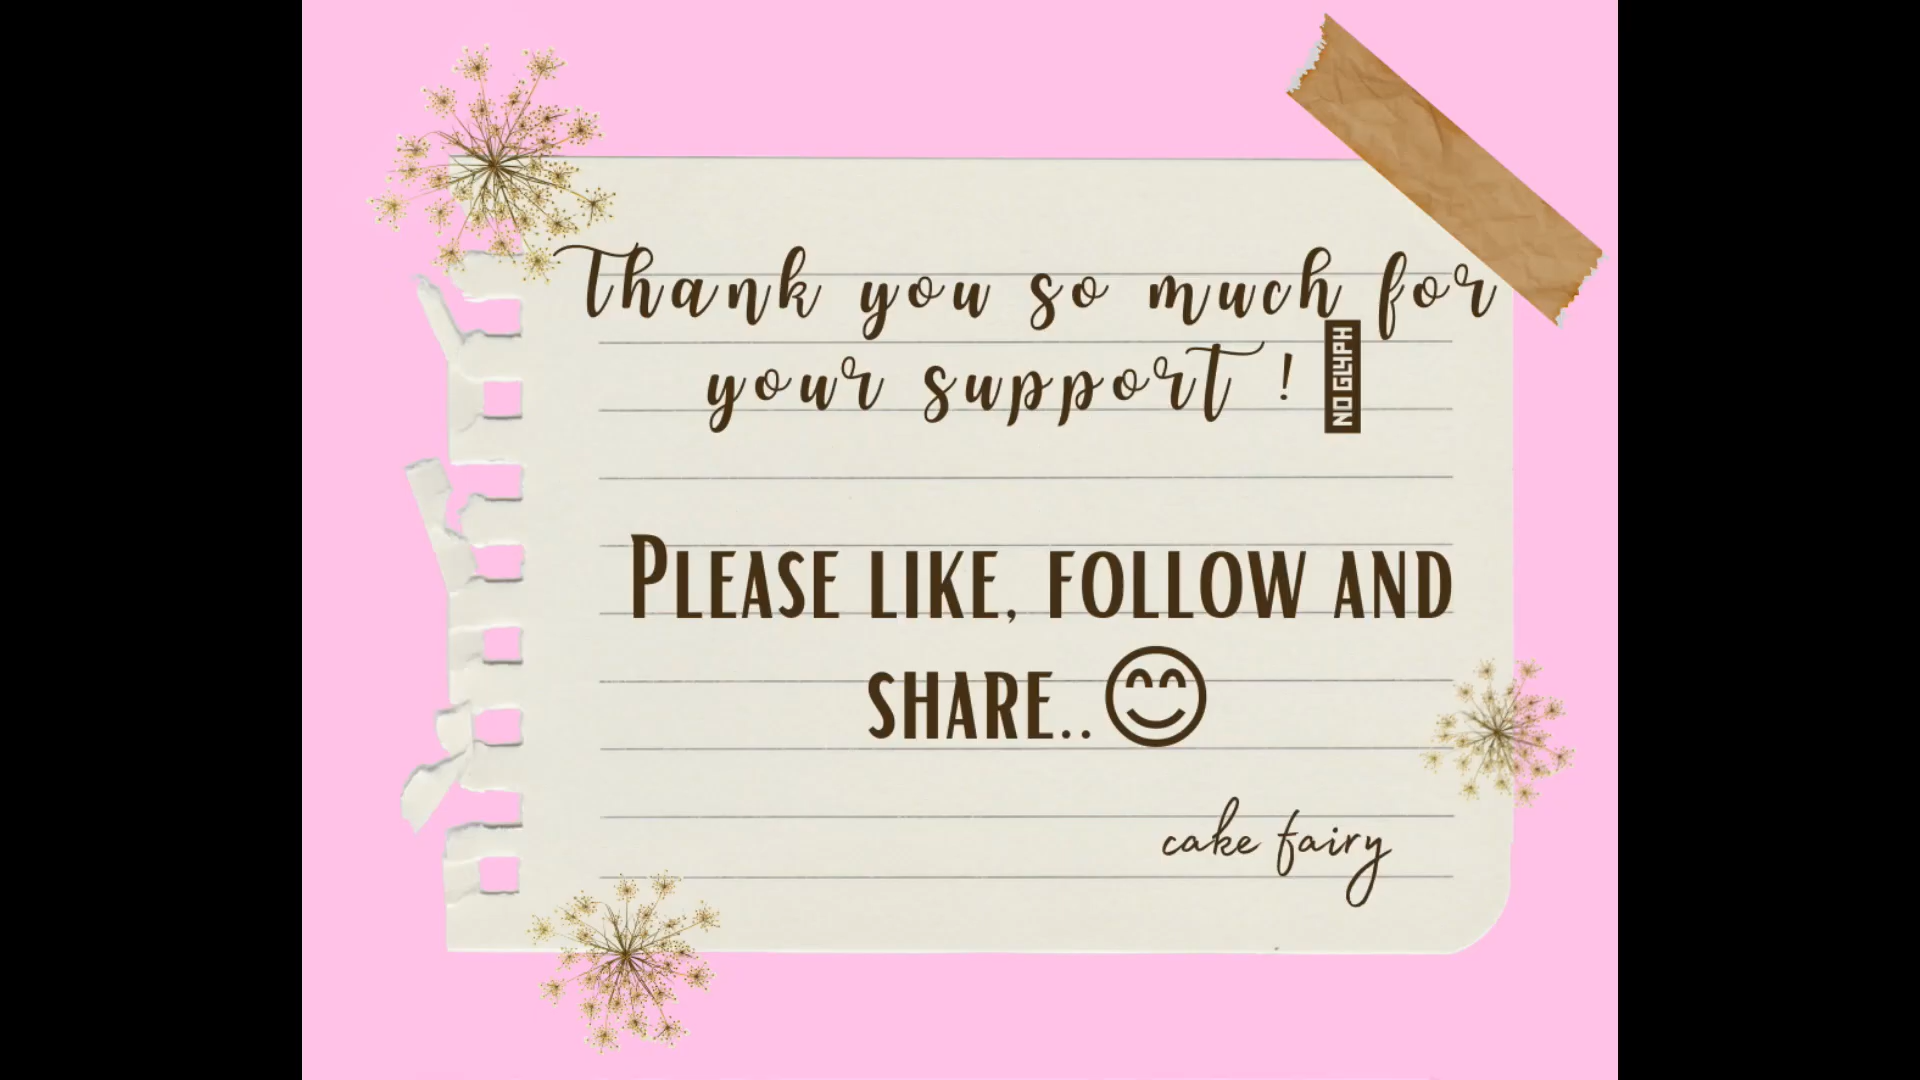 Thank you so much for
your support ! NO GLYPH
PLEASE LIKE, FOLLOW AND
SHARE.. 😊
cake fairy